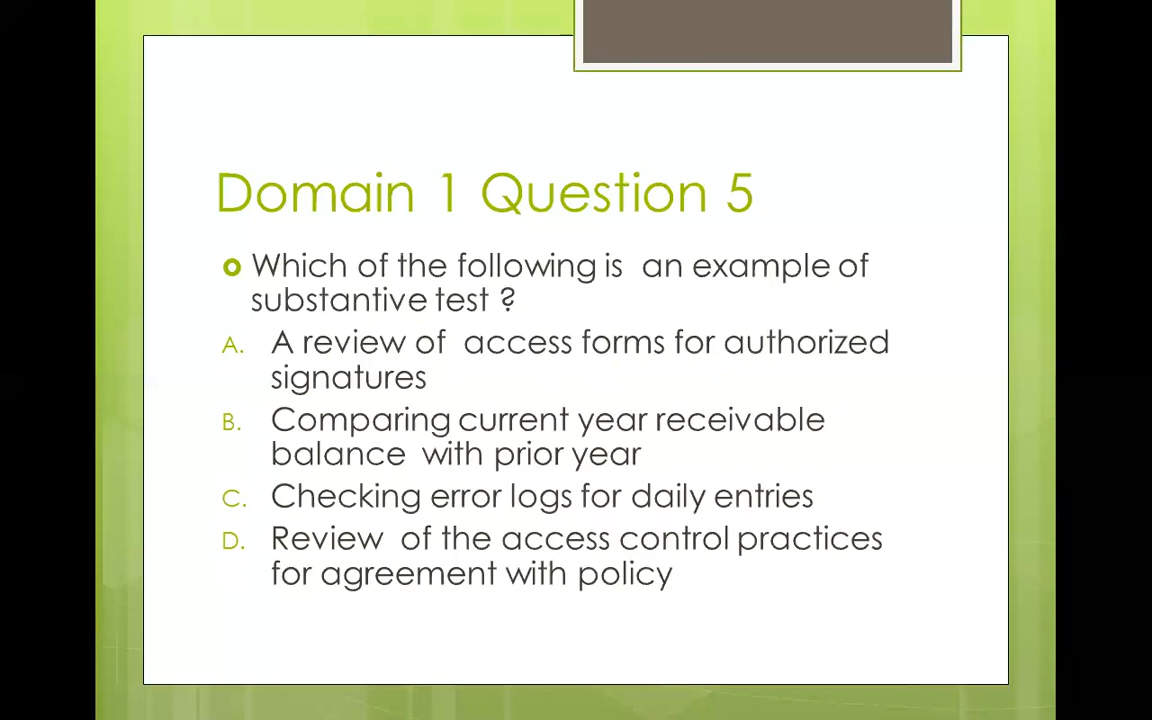 Domain 1 Question 5
Which of the following is an example of
substantive test ?
A. A review of access forms for authorized
signatures
B. Comparing current year receivable
balance with prior year
C. Checking error logs for daily entries
D. Review of the access control practices
for agreement with policy